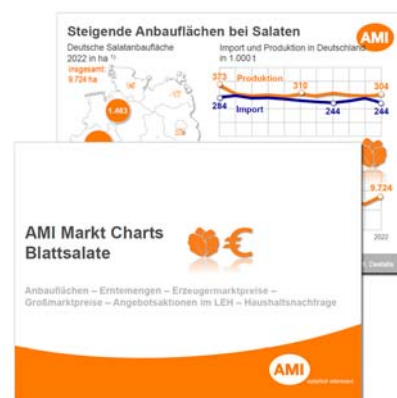 Steigende Anbauflächen bei Salaten
AMI
Deutsche Salatanbaufläche
2022 in ha ¹⁾
insgesamt:
9.724 ha
1.463
Import und Produktion in Deutschland
in 1.000 t
373
Produktion
310
304
284
Import
244
244
9.724
2022
AMI Markt Charts
Blattsalate
Anbauflächen – Erntemengen – Erzeugermarktpreise –
Großmarktpreise – Angebotsaktionen im LEH – Haushaltsnachfrage
AMI